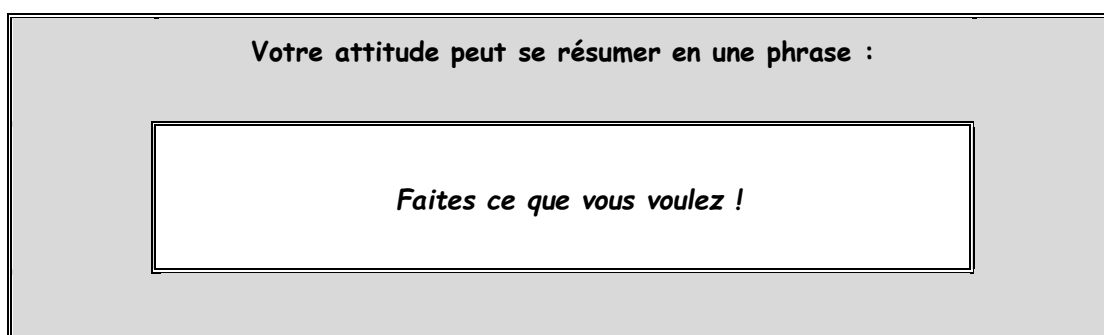 Votre attitude peut se résumer en une phrase :
Faites ce que vous voulez !